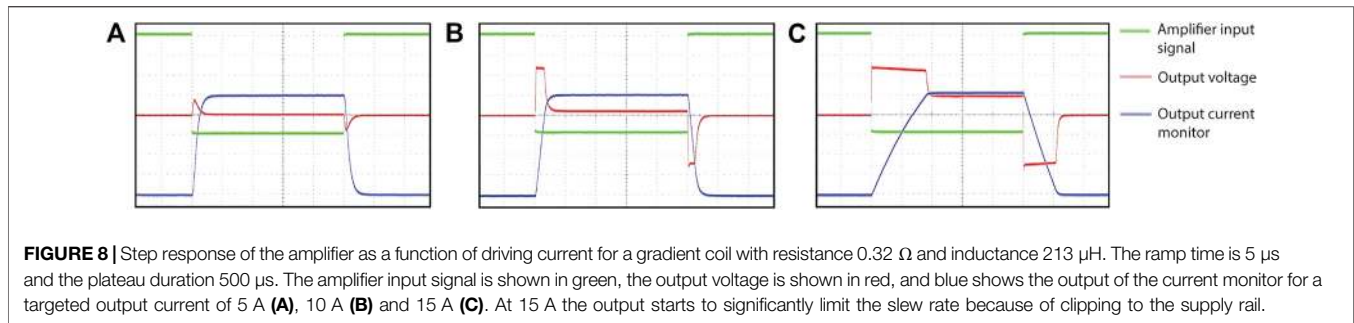 A
B
C
Amplifier input
signal
Output voltage
Output current
monitor
FIGURE 8 | Step response of the amplifier as a function of driving current for a gradient coil with resistance 0.32 Ω and inductance 213 µH. The ramp time is 5 µs
and the plateau duration 500 µs. The amplifier input signal is shown in green, the output voltage is shown in red, and blue shows the output of the current monitor for a
targeted output current of 5 A (A), 10 A (B) and 15 A (C). At 15 A the output starts to significantly limit the slew rate because of clipping to the supply rail.